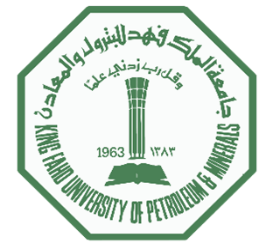 جامعة الملك فهد للبترول والمعادن
وقل رب زدني علما
1963 ١٣٨٣
KING FAHD UNIVERSITY OF PETROLEUM & MINERALS